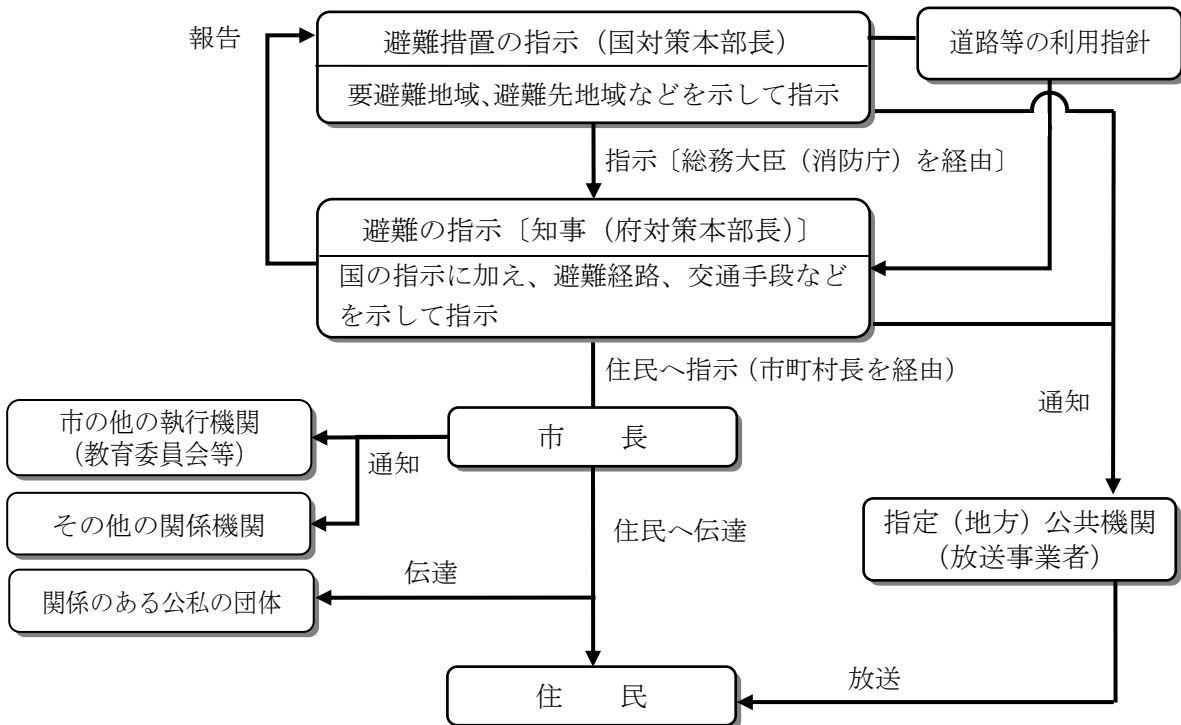 報告
避難措置の指示（国対策本部長）
要避難地域、避難先地域などを示して指示
道路等の利用指針
指示〔総務大臣（消防庁）を経由〕
避難の指示〔知事（府対策本部長）〕
国の指示に加え、避難経路、交通手段など
を示して指示
住民へ指示（市町村長を経由）
通知
市の他の執行機関
（教育委員会等）
市　　長
通知
その他の関係機関
住民へ伝達
指定（地方）公共機関
（放送事業者）
伝達
関係のある公私の団体
住　　民
放送